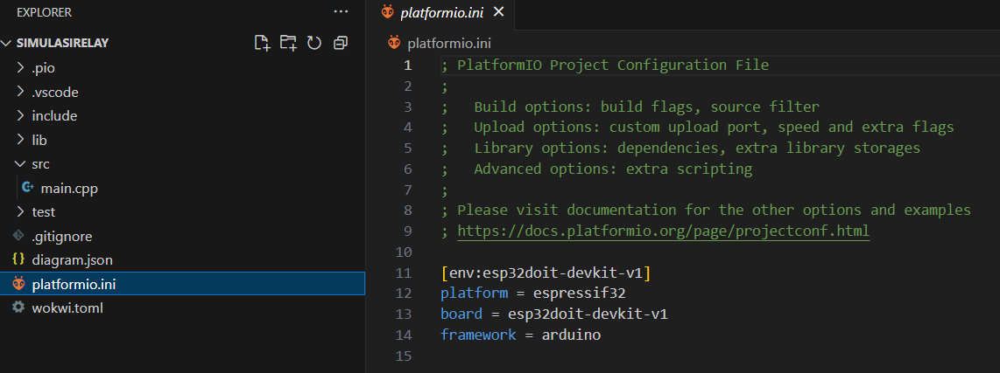 EXPLORER
SIMULASIRELAY
.pio
.vscode
include
lib
src
main.cpp
test
.gitignore
diagram.json
platformio.ini
wokwi.toml
platformio.ini
platformio.ini
1 ; PlatformIO Project Configuration File
2 ;
3 ;   Build options: build flags, source filter
4 ;   Upload options: custom upload port, speed and extra flags
5 ;   Library options: dependencies, extra library storages
6 ;   Advanced options: extra scripting
7 ;
8 ; Please visit documentation for the other options and examples
9 ; https://docs.platformio.org/page/projectconf.html
10
11 [env:esp32doit-devkit-v1]
12 platform = espressif32
13 board = esp32doit-devkit-v1
14 framework = arduino
15